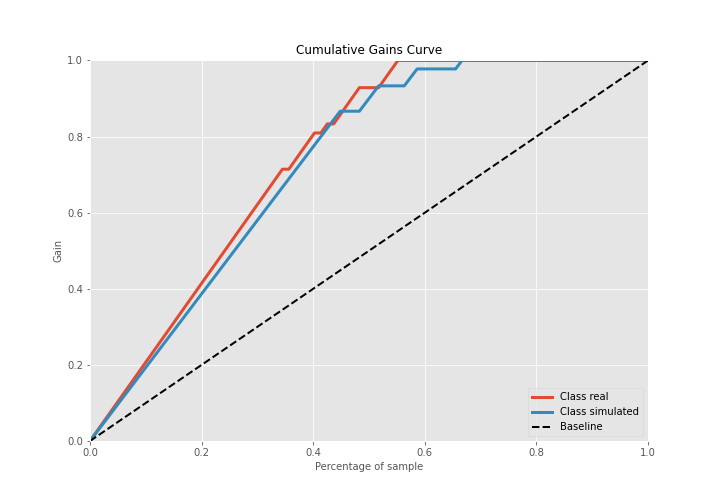 Cumulative Gains Curve
1.0
0.8
0.6
0.4
0.2
0.0
Gain
0.0 0.2 0.4 0.6 0.8 1.0
Percentage of sample
Class real
Class simulated
Baseline